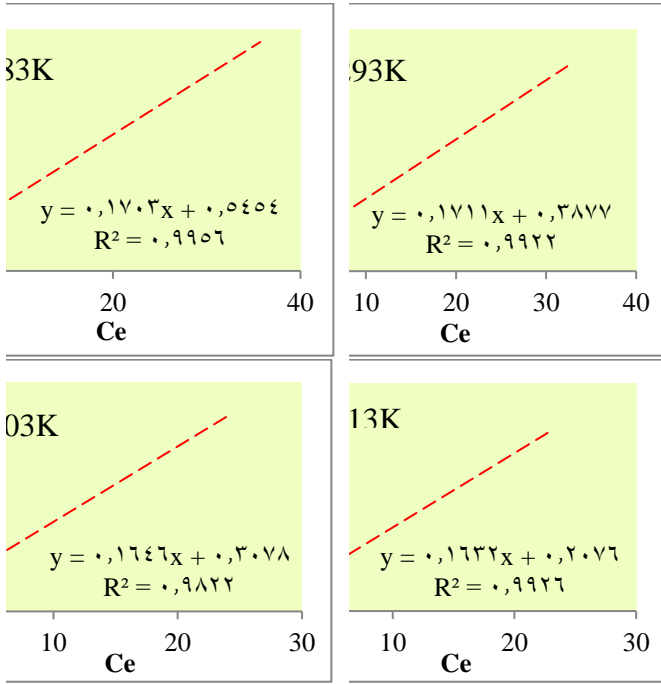 83K
y = ٠,١٧٠٣x + ٠,٥٤٥٤
R² = ٠,٩٩٥٦
20 40
Ce
93K
y = ٠,١٧١١x + ٠,٣٨٧٧
R² = ٠,٩٩٢٢
10 20 30 40
Ce
03K
y = ٠,١٦٤٦x + ٠,٣٠٧٨
R² = ٠,٩٨٢٢
10 20 30
Ce
13K
y = ٠,١٦٣٢x + ٠,٢٠٧٦
R² = ٠,٩٩٢٦
10 20 30
Ce